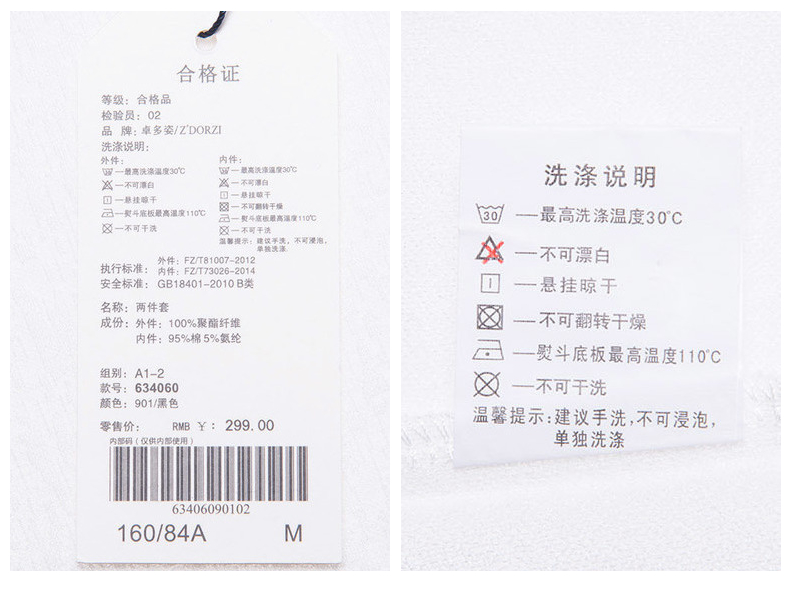 合格证
等级：合格品
检验员：02
品 牌：卓多姿/Z'DORZI
洗涤说明：
外件：
30 —最高洗涤温度30℃
—不可漂白
—悬挂晾干
—熨斗底板最高温度110℃
—不可干洗
内件：
30 —最高洗涤温度30℃
—不可漂白
—悬挂晾干
—不可翻转干燥
—熨斗底板最高温度110℃
—不可干洗
温馨提示：建议手洗，不可浸泡，
单独洗涤.
执行标准：外件：FZ/T81007-2012
内件：FZ/T73026-2014
安全标准：GB18401-2010 B类
名称：两件套
成份：外件：100%聚酯纤维
内件：95%棉 5%氨纶
组别：A1-2
款号：634060
颜色：901/黑色
零售价： RMB ￥：299.00
内部码（仅供内部使用）
63406090102
160/84A M
洗涤说明
30 —最高洗涤温度30℃
—不可漂白
—悬挂晾干
—不可翻转干燥
—熨斗底板最高温度110℃
—不可干洗
温馨提示：建议手洗，不可浸泡，
单独洗涤